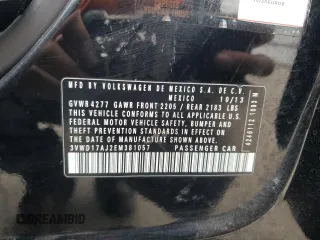 MFD. BY VOLKSWAGEN DE MEXICO S.A. DE C.V.
MEXICO 10/13
GVWR 4277 GAWR FRONT 2205 / REAR 2183 LBS
THIS VEHICLE CONFORMS TO ALL APPLICABLE U.S.
FEDERAL MOTOR VEHICLE SAFETY, BUMPER, AND
THEFT PREVENTION STANDARDS IN EFFECT ON
THE DATE OF MANUFACTURE SHOWN ABOVE.
3VWD17AJ2EM381057 PASSENGER CAR
© AutoBidMaster